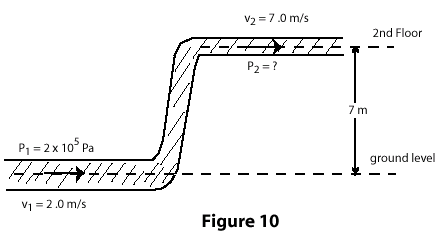 v₂ = 7.0 m/s
2nd Floor
P₂ = ?
7 m
P₁ = 2 x 10⁵ Pa
ground level
v₁ = 2.0 m/s
Figure 10